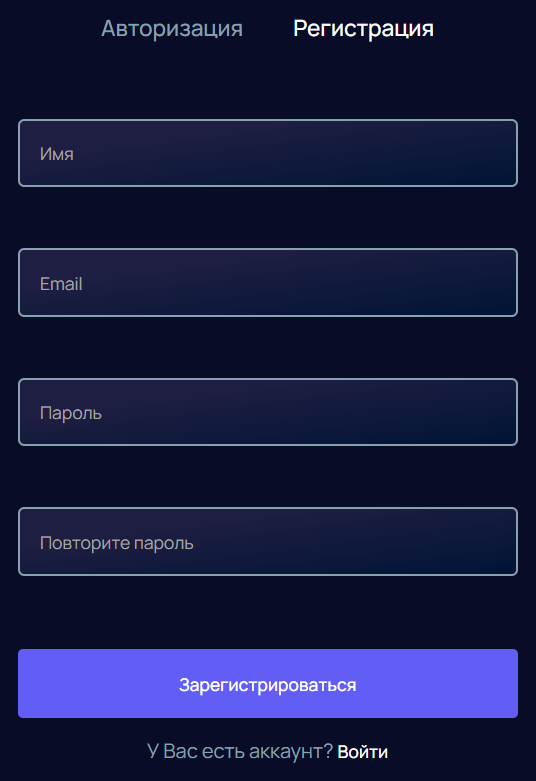 Авторизация Регистрация
Имя
Email
Пароль
Повторите пароль
Зарегистрироваться
У Вас есть аккаунт? Войти